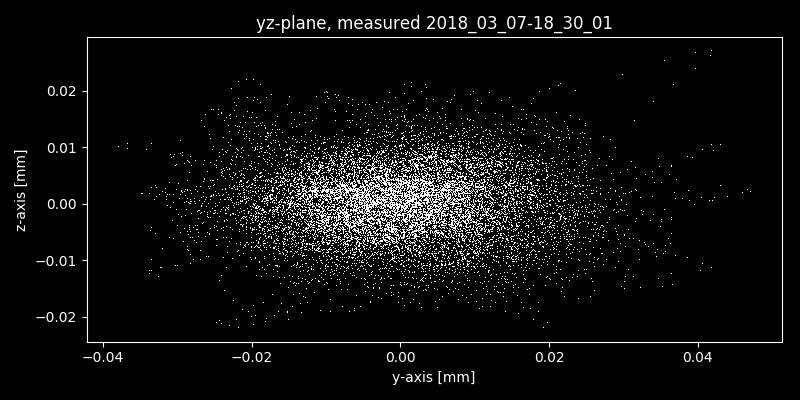 yz-plane, measured 2018_03_07-18_30_01
z-axis [mm]
0.02
0.01
0.00
−0.01
−0.02
−0.04 −0.02 0.00 0.02 0.04
y-axis [mm]